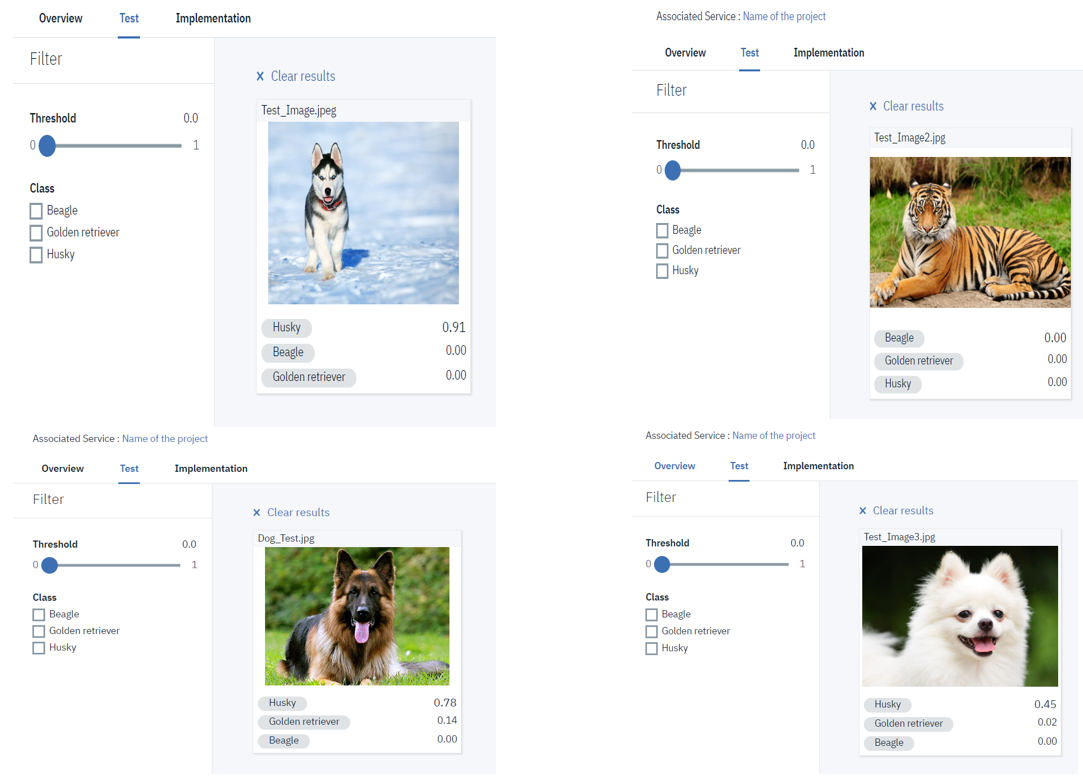 Overview Test Implementation
Filter
X Clear results
Threshold 0.0
0 1
Class
Beagle
Golden retriever
Husky
Test_Image.jpeg
Husky 0.91
Beagle 0.00
Golden retriever 0.00
Associated Service : Name of the project
Overview Test Implementation
Filter
X Clear results
Threshold 0.0
0 1
Class
Beagle
Golden retriever
Husky
Test_Image2.jpg
Beagle 0.00
Golden retriever 0.00
Husky 0.00
Associated Service : Name of the project
Overview Test Implementation
Filter
X Clear results
Threshold 0.0
0 1
Class
Beagle
Golden retriever
Husky
Dog_Test.jpg
Husky 0.78
Golden retriever 0.14
Beagle 0.00
Associated Service : Name of the project
Overview Test Implementation
Filter
X Clear results
Threshold 0.0
0 1
Class
Beagle
Golden retriever
Husky
Test_Image3.jpg
Husky 0.45
Golden retriever 0.02
Beagle 0.00